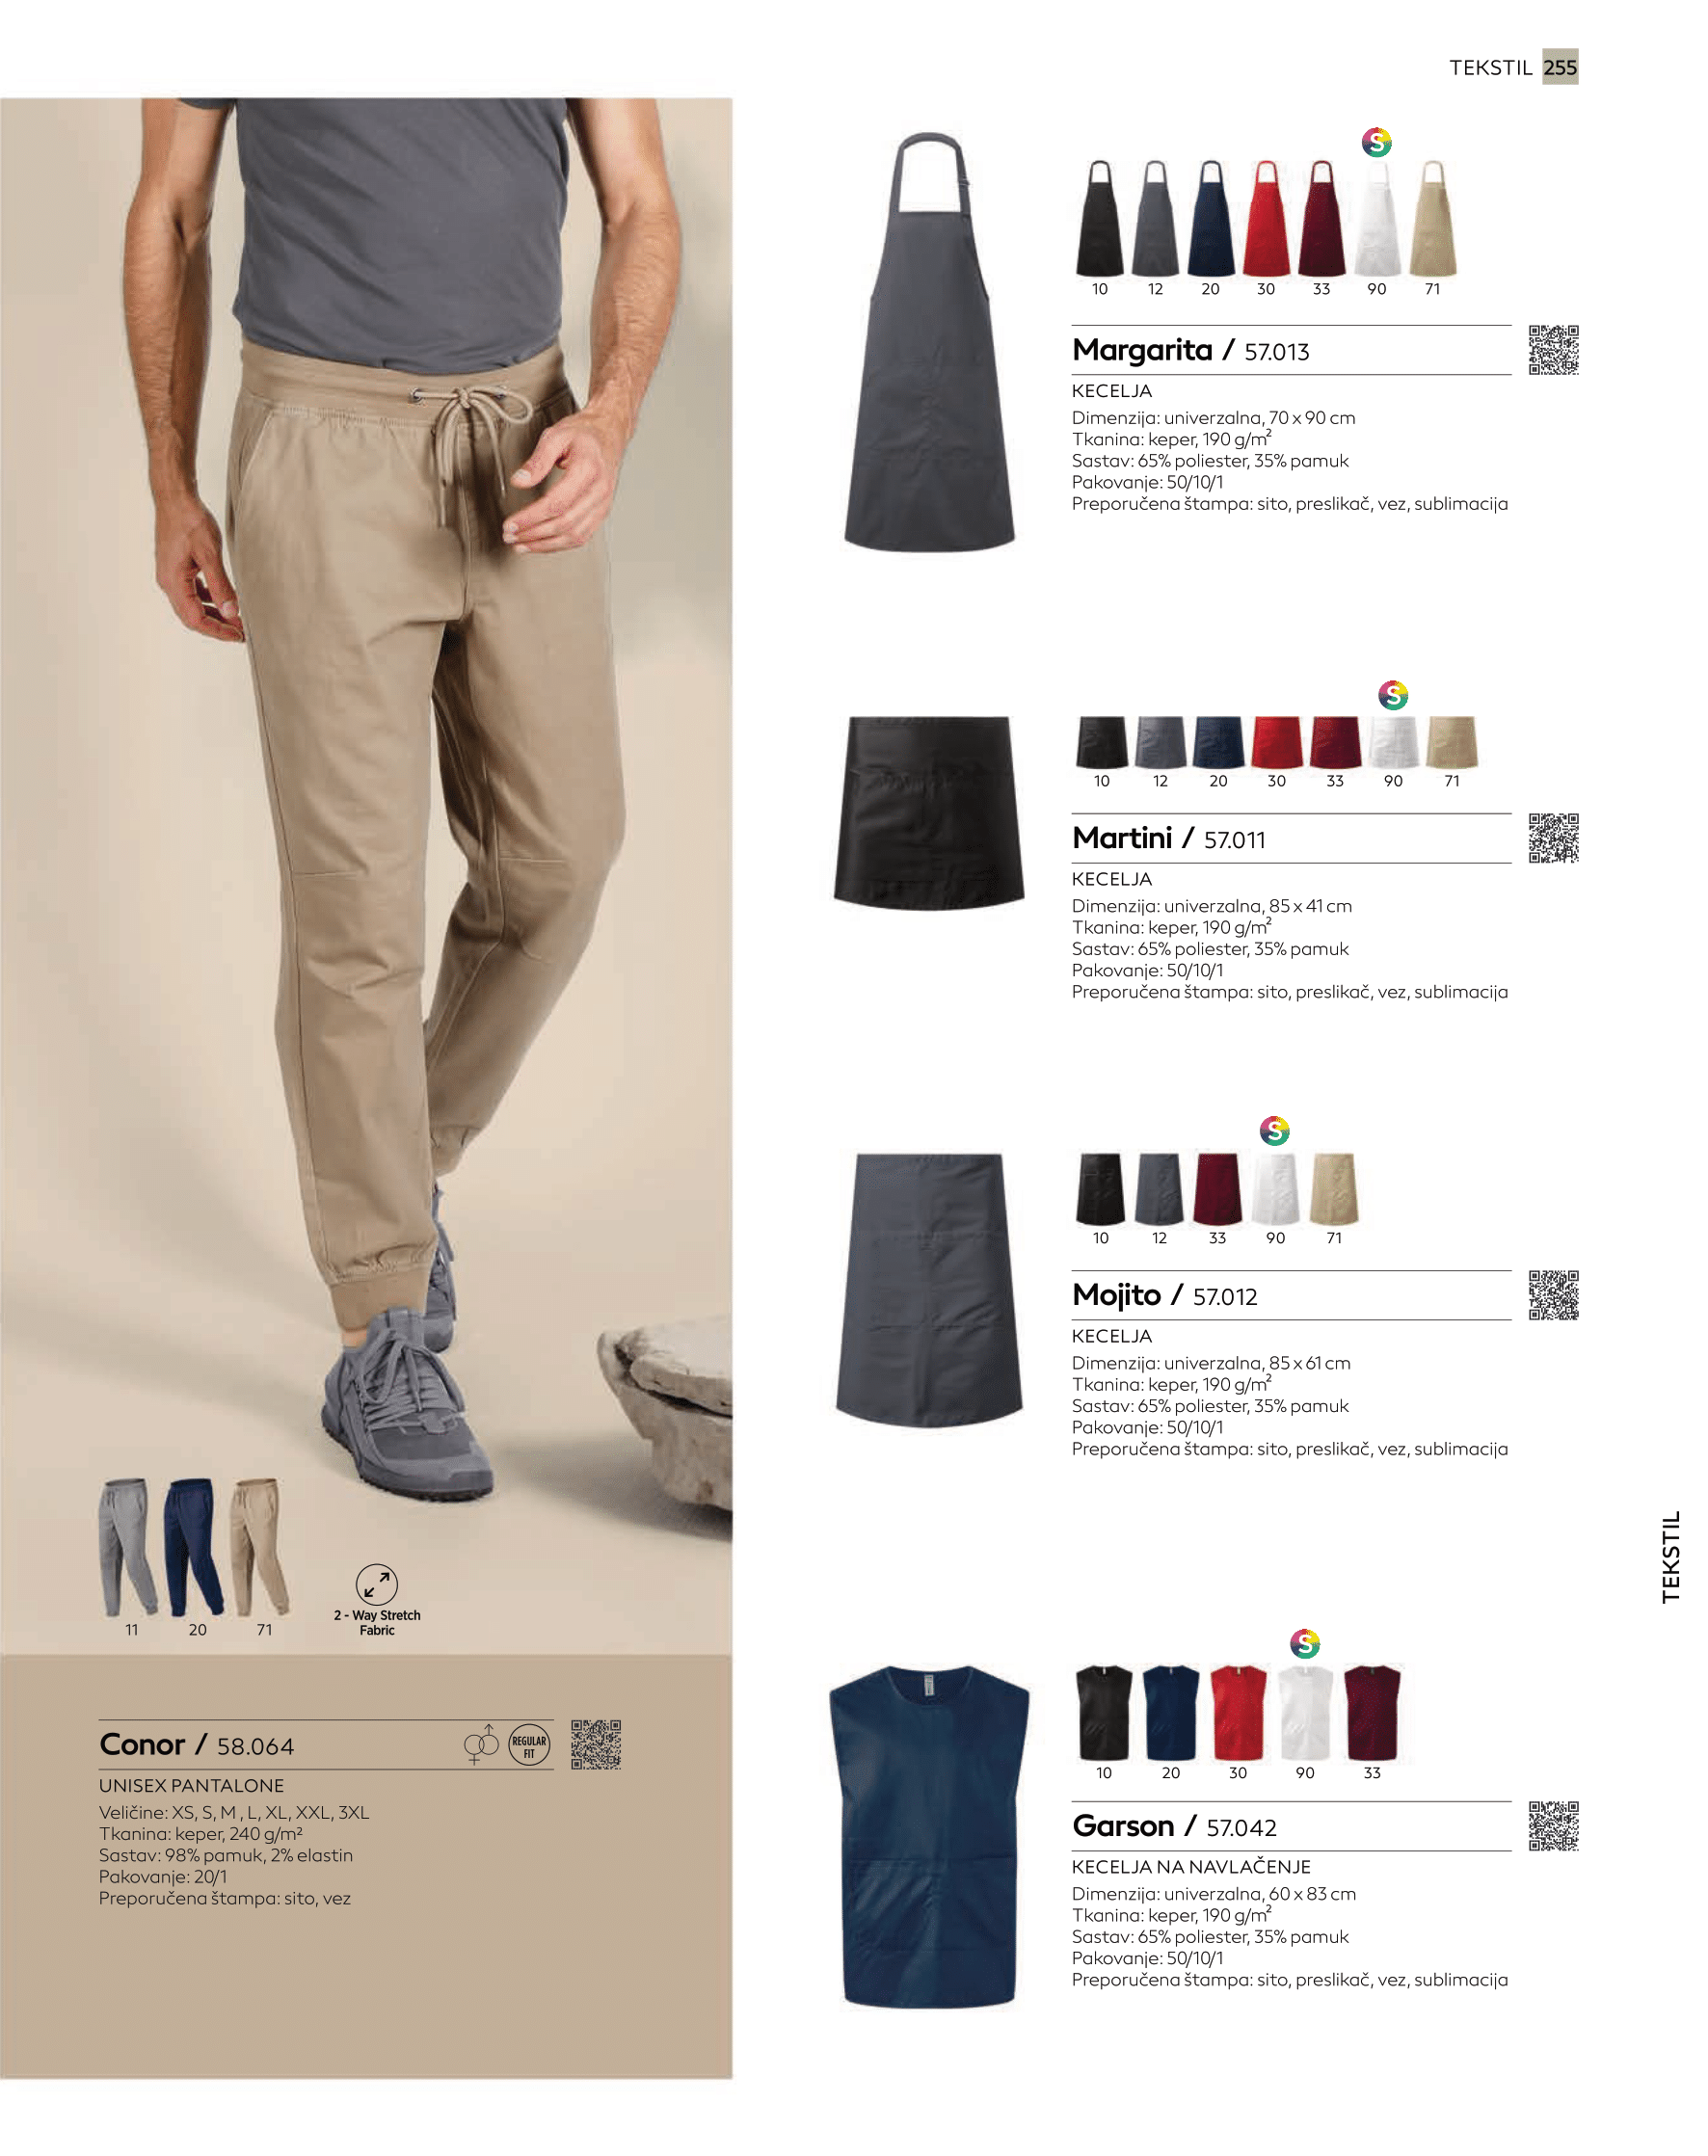 TEKSTIL 255
11 20 71
2 - Way Stretch
Fabric
Conor / 58.064
REGULAR
FIT
UNISEX PANTALONE
Veličine: XS, S, M , L, XL, XXL, 3XL
Tkanina: keper, 240 g/m²
Sastav: 98% pamuk, 2% elastin
Pakovanje: 20/1
Preporučena štampa: sito, vez
S
10 12 20 30 33 90 71
Margarita / 57.013
KECELJA
Dimenzija: univerzalna, 70 x 90 cm
Tkanina: keper, 190 g/m²
Sastav: 65% poliester, 35% pamuk
Pakovanje: 50/10/1
Preporučena štampa: sito, preslikač, vez, sublimacija
S
10 12 20 30 33 90 71
Martini / 57.011
KECELJA
Dimenzija: univerzalna, 85 x 41 cm
Tkanina: keper, 190 g/m²
Sastav: 65% poliester, 35% pamuk
Pakovanje: 50/10/1
Preporučena štampa: sito, preslikač, vez, sublimacija
S
10 12 33 90 71
Mojito / 57.012
KECELJA
Dimenzija: univerzalna, 85 x 61 cm
Tkanina: keper, 190 g/m²
Sastav: 65% poliester, 35% pamuk
Pakovanje: 50/10/1
Preporučena štampa: sito, preslikač, vez, sublimacija
S
10 20 30 90 33
Garson / 57.042
KECELJA NA NAVLAČENJE
Dimenzija: univerzalna, 60 x 83 cm
Tkanina: keper, 190 g/m²
Sastav: 65% poliester, 35% pamuk
Pakovanje: 50/10/1
Preporučena štampa: sito, preslikač, vez, sublimacija
TEKSTIL